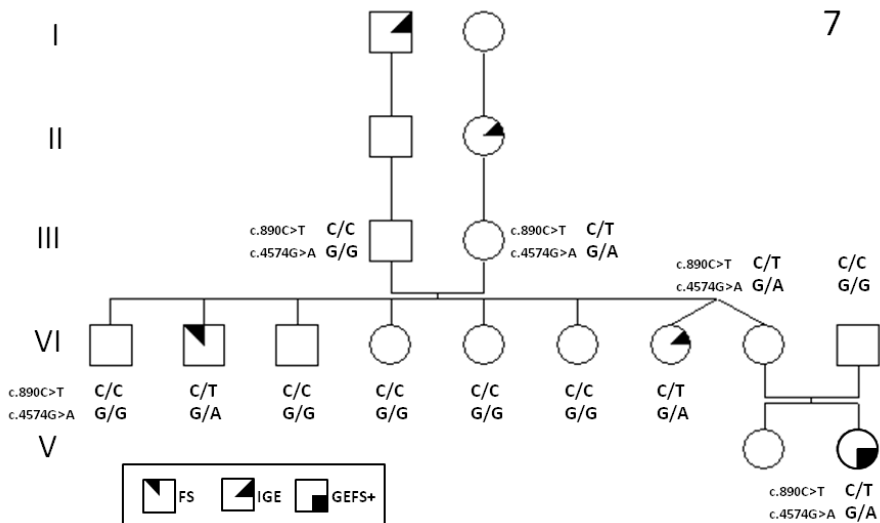 I
7
II
III
c.890C>T C/C
c.4574G>A G/G
c.890C>T C/T
c.4574G>A G/A
c.890C>T C/T C/C
c.4574G>A G/A G/G
VI
c.890C>T C/C C/T C/C C/C C/C C/C C/T
c.4574G>A G/G G/A G/G G/G G/G G/G G/A
V
FS IGE GEFS+
c.890C>T C/T
c.4574G>A G/A